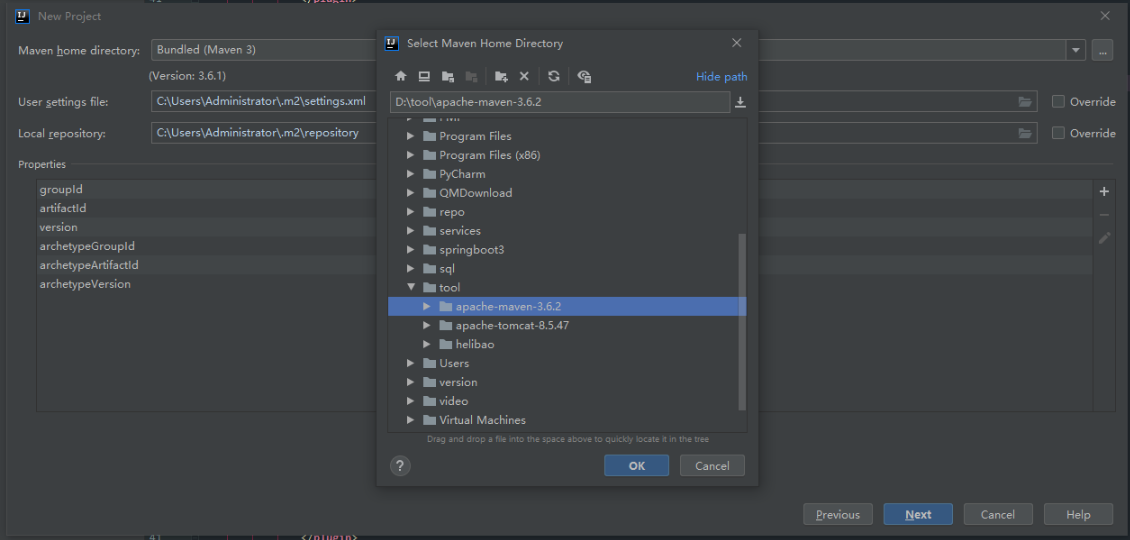 41 </plugin>
New Project
Maven home directory: Bundled (Maven 3) ...
(Version: 3.6.1)
User settings file: C:\Users\Administrator\.m2\settings.xml Override
Local repository: C:\Users\Administrator\.m2\repository Override
Properties
groupId
artifactId
version
archetypeGroupId
archetypeArtifactId
archetypeVersion
Select Maven Home Directory
Hide path
D:\tool\apache-maven-3.6.2
Program Files
Program Files (x86)
PyCharm
QMDownload
repo
services
springboot3
sql
tool
apache-maven-3.6.2
apache-tomcat-8.5.47
helibao
Users
version
video
Virtual Machines
Drag and drop a file into the space above to quickly locate it in the tree
? OK Cancel
Previous Next Cancel Help
41 </plugin>